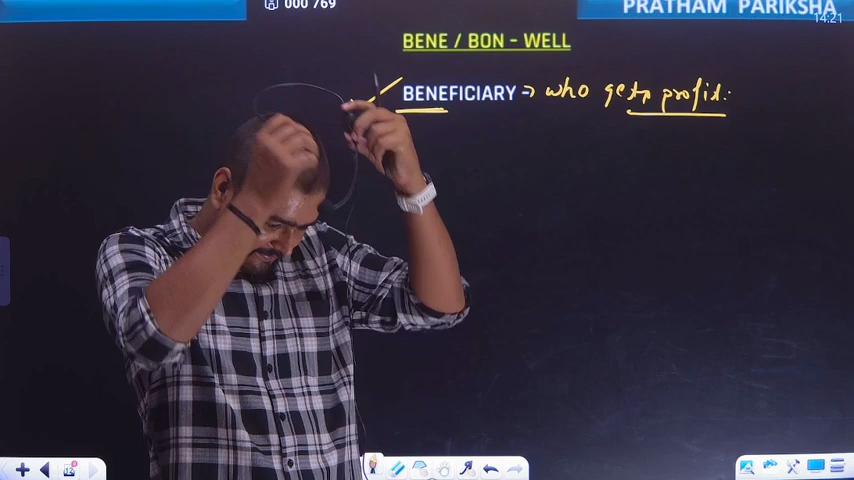 000 769
PRATHAM PARIKSHA
14:21
BENE / BON - WELL
BENEFICIARY → who gets profit.